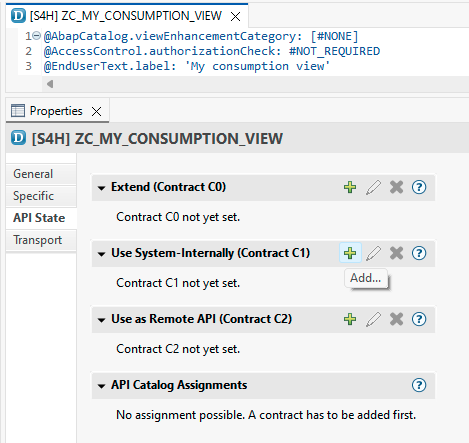 D [S4H] ZC_MY_CONSUMPTION_VIEW
1 @AbapCatalog.viewEnhancementCategory: [#NONE]
2 @AccessControl.authorizationCheck: #NOT_REQUIRED
3 @EndUserText.label: 'My consumption view'
Properties
D [S4H] ZC_MY_CONSUMPTION_VIEW
General
Specific
API State
Transport
Extend (Contract C0)
Contract C0 not yet set.
Use System-Internally (Contract C1)
Add...
Contract C1 not yet set.
Use as Remote API (Contract C2)
Contract C2 not yet set.
API Catalog Assignments
No assignment possible. A contract has to be added first.